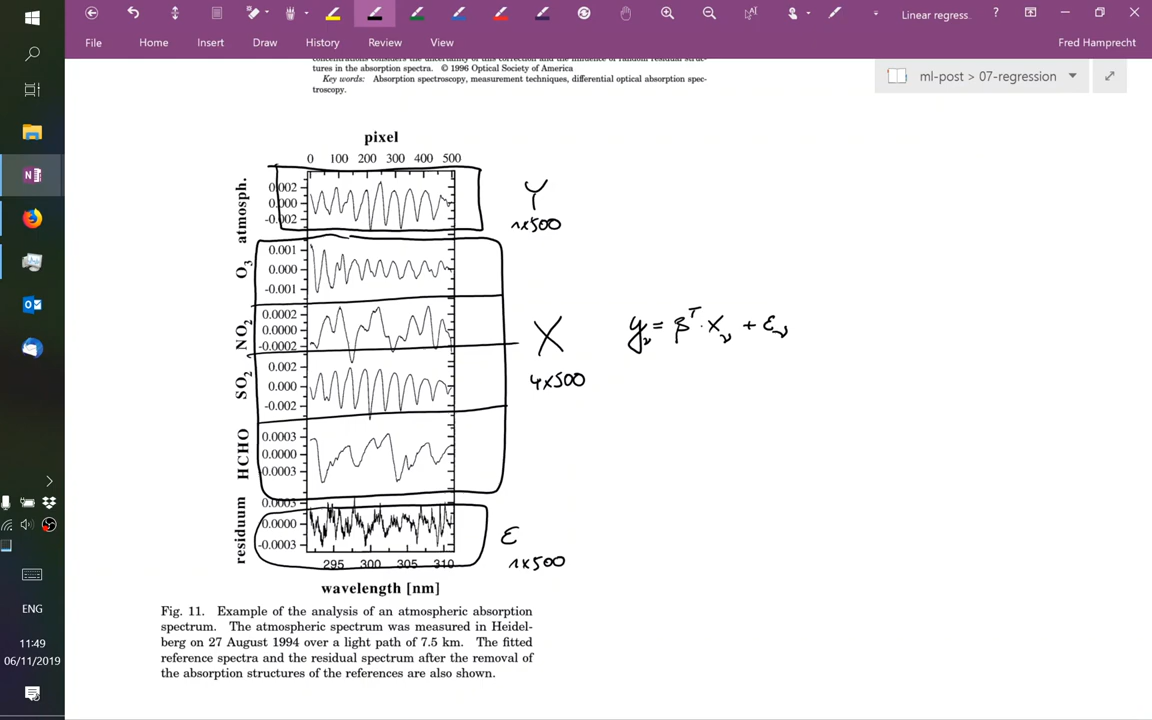 Linear regress...
File Home Insert Draw History Review View
Fred Hamprecht
ml-post > 07-regression
tures in the absorption spectra. © 1996 Optical Society of America
Key words: Absorption spectroscopy, measurement techniques, differential optical absorption spec-
troscopy.
pixel
0 100 200 300 400 500
atmosph.
0.002
0.000
-0.002
Y
1x500
O3
0.001
0.000
-0.001
NO2
0.0002
0.0000
-0.0002
X
4x500
yν = βᵀ · Xν + εν
SO2
0.002
0.000
-0.002
HCHO
0.0003
0.0000
0.0003
residuum
0.0003
0.0000
-0.0003
ε
1x500
295 300 305 310
wavelength [nm]
Fig. 11. Example of the analysis of an atmospheric absorption
spectrum. The atmospheric spectrum was measured in Heidel-
berg on 27 August 1994 over a light path of 7.5 km. The fitted
reference spectra and the residual spectrum after the removal of
the absorption structures of the references are also shown.
ENG
11:49
06/11/2019